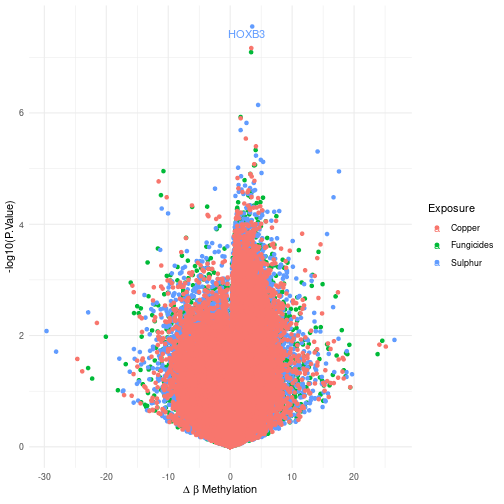 HOXB3
6
4
2
0
-log10(P.Value)
-30
-20
-10
0
10
20
Δ β Methylation
Exposure
Copper
Fungicides
Sulphur